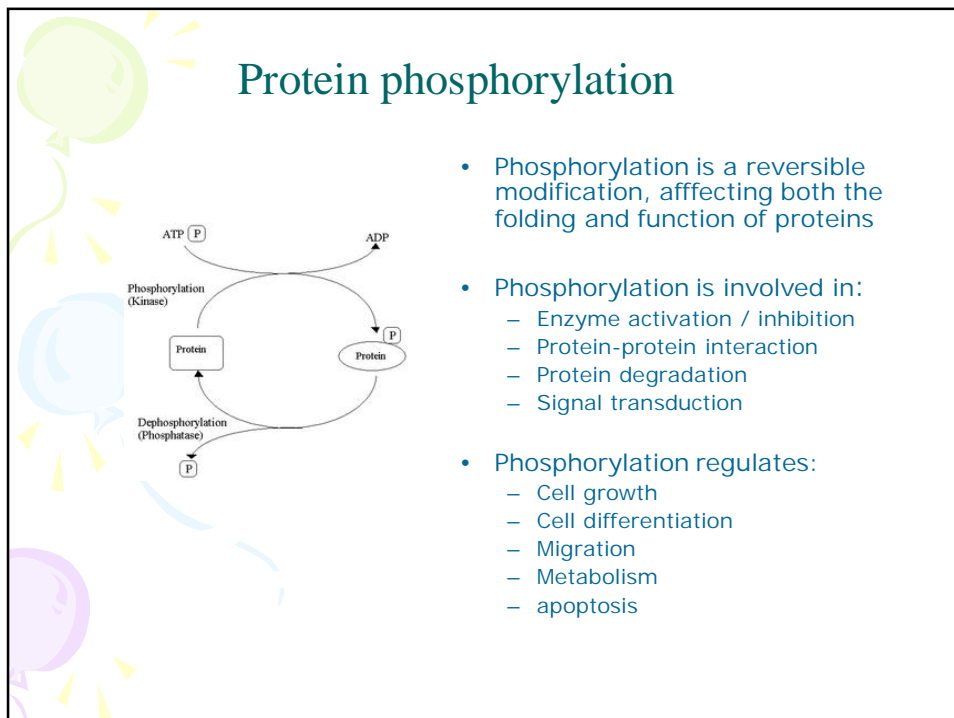 Protein phosphorylation
ATP P
ADP
Phosphorylation
(Kinase)
P
Protein
Protein
Dephosphorylation
(Phosphatase)
P
• Phosphorylation is a reversible
modification, afffecting both the
folding and function of proteins
• Phosphorylation is involved in:
– Enzyme activation / inhibition
– Protein-protein interaction
– Protein degradation
– Signal transduction
• Phosphorylation regulates:
– Cell growth
– Cell differentiation
– Migration
– Metabolism
– apoptosis